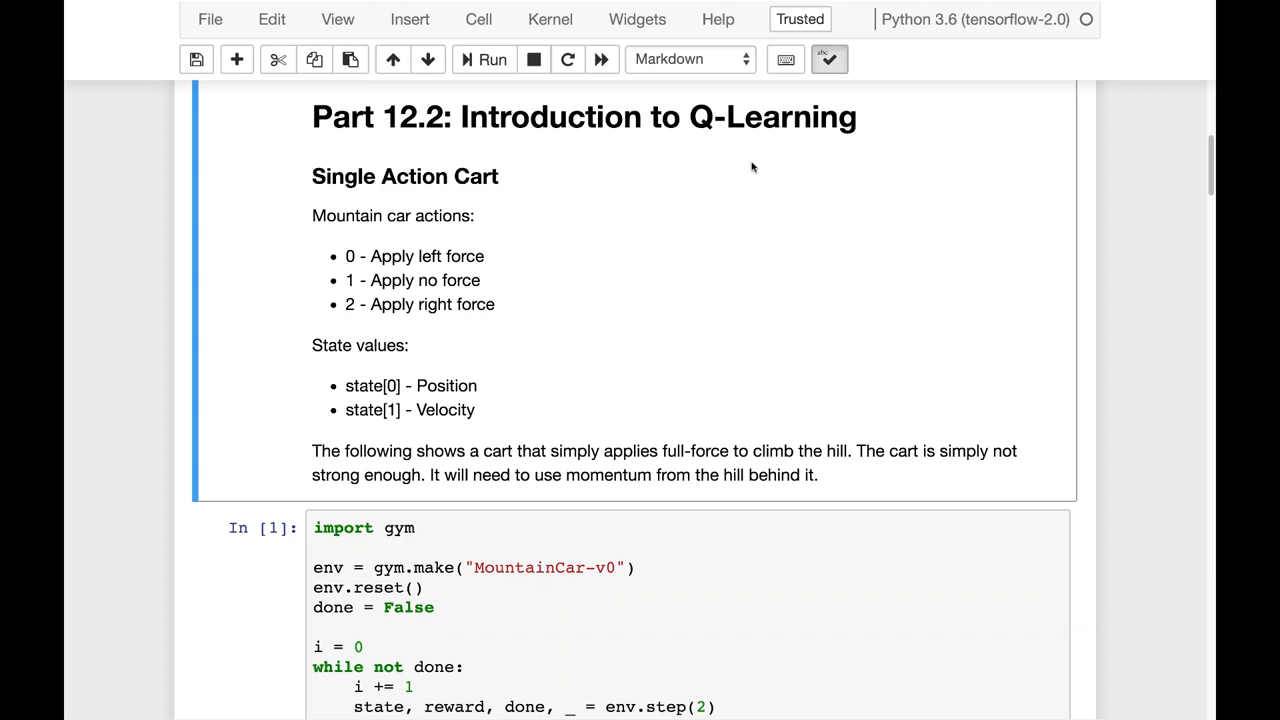 File Edit View Insert Cell Kernel Widgets Help Trusted Python 3.6 (tensorflow-2.0)
Run Markdown abc
Part 12.2: Introduction to Q-Learning
Single Action Cart
Mountain car actions:
• 0 - Apply left force
• 1 - Apply no force
• 2 - Apply right force
State values:
• state[0] - Position
• state[1] - Velocity
The following shows a cart that simply applies full-force to climb the hill. The cart is simply not
strong enough. It will need to use momentum from the hill behind it.
In [1]: import gym
env = gym.make("MountainCar-v0")
env.reset()
done = False
i = 0
while not done:
    i += 1
    state, reward, done, _ = env.step(2)